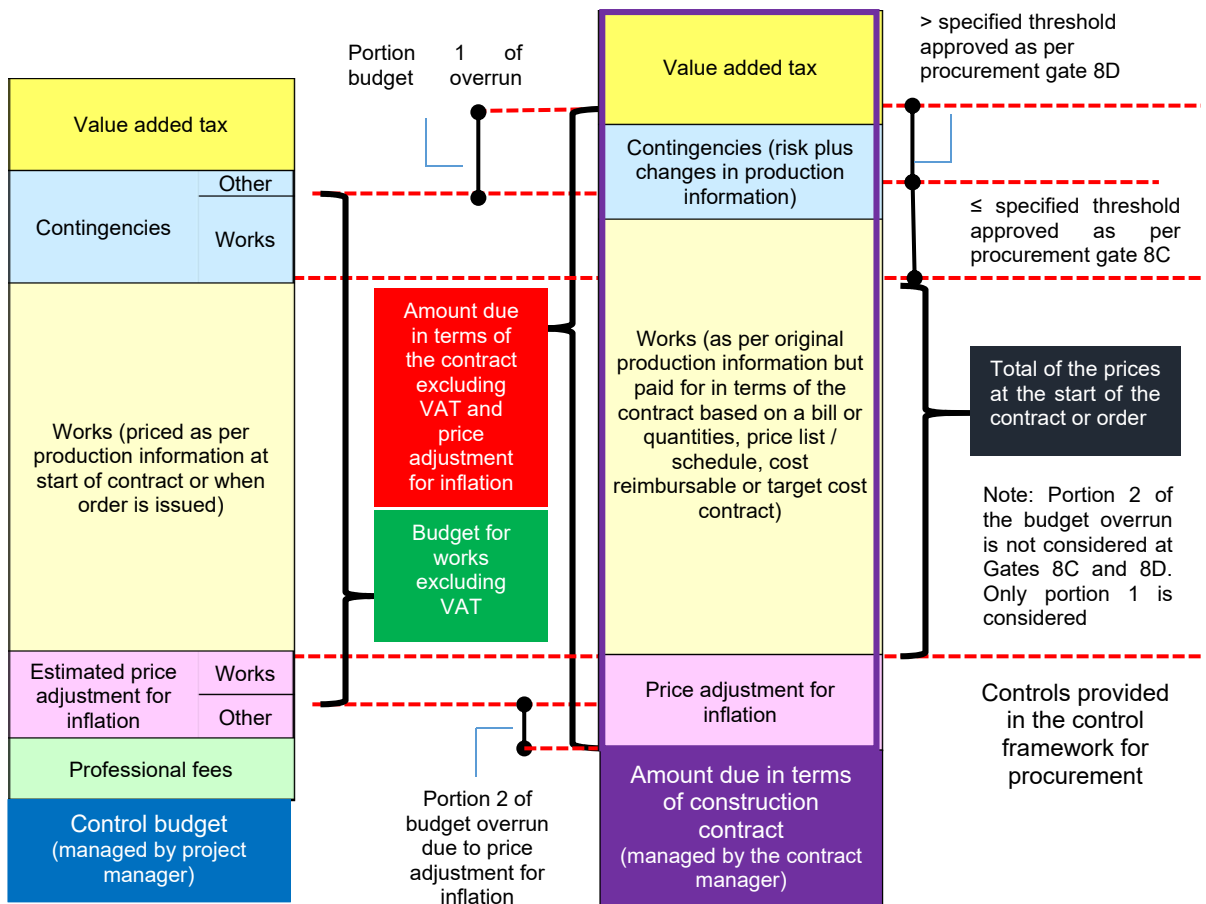 Value added tax
Contingencies
Other
Works
Works (priced as per
production information at
start of contract or when
order is issued)
Estimated price
adjustment for
inflation
Works
Other
Professional fees
Control budget
(managed by project
manager)
Portion 1 of
budget overrun
Amount due
in terms of
the contract
excluding
VAT and
price
adjustment
for inflation
Budget for
works
excluding
VAT
Portion 2 of
budget overrun
due to price
adjustment for
inflation
Value added tax
Contingencies (risk plus
changes in production
information)
Works (as per original
production information but
paid for in terms of the
contract based on a bill or
quantities, price list /
schedule, cost
reimbursable or target cost
contract)
Price adjustment for
inflation
Amount due in terms
of construction
contract
(managed by the contract
manager)
> specified threshold
approved as per
procurement gate 8D
≤ specified threshold
approved as per
procurement gate 8C
Total of the prices
at the start of the
contract or order
Note: Portion 2 of
the budget overrun
is not considered at
Gates 8C and 8D.
Only portion 1 is
considered
Controls provided
in the control
framework for
procurement